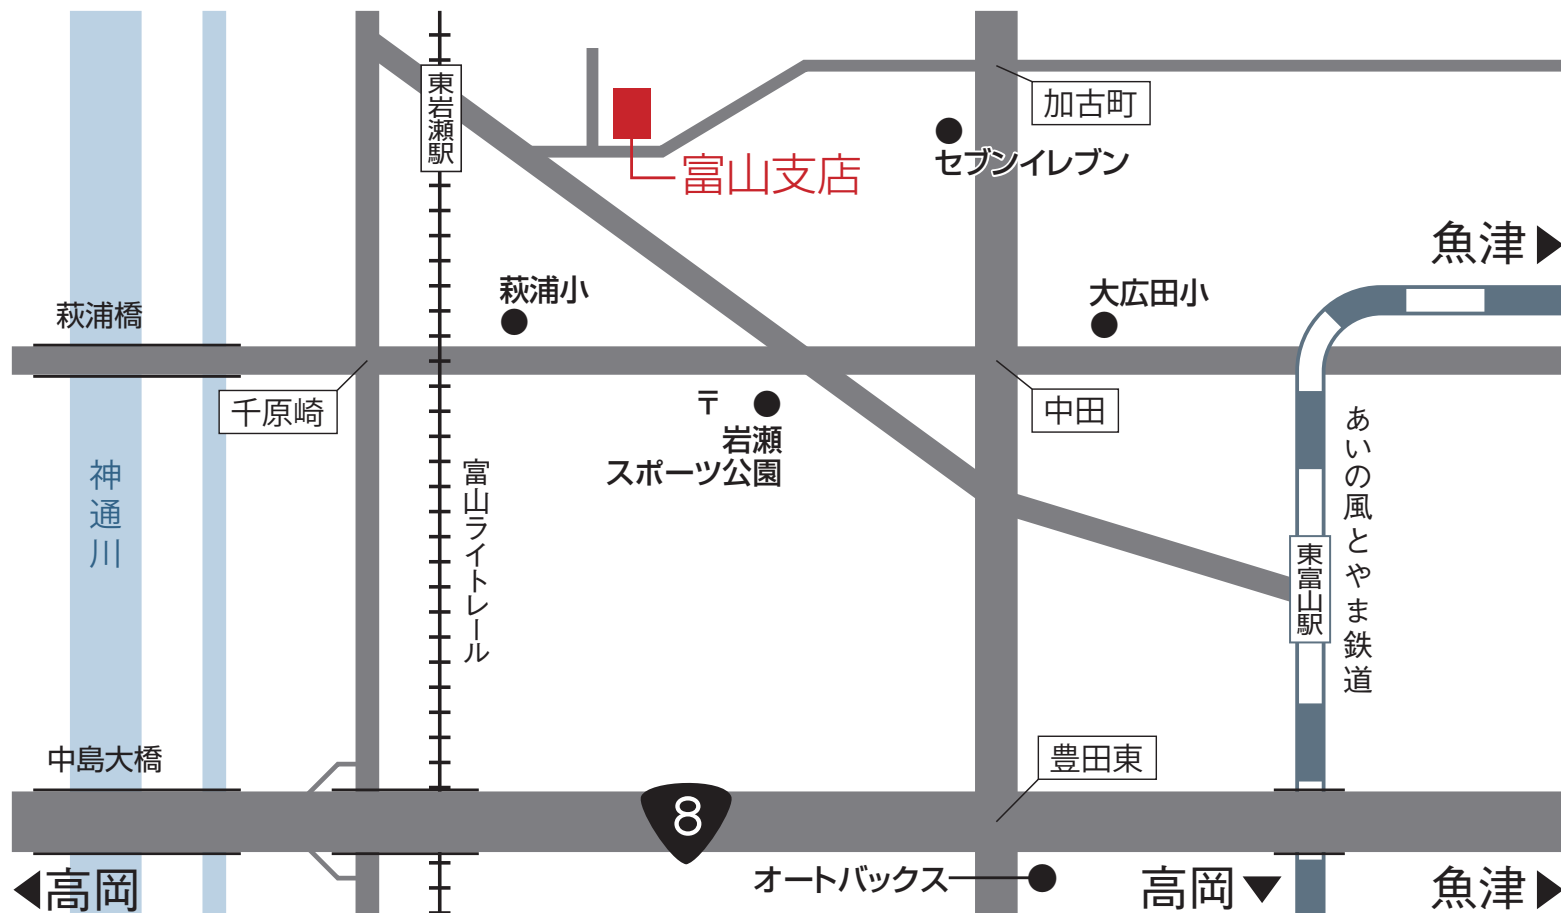 東岩瀬駅
加古町
セブンイレブン
富山支店
魚津
萩浦小
大広田小
萩浦橋
千原崎
〒
岩瀬
スポーツ公園
中田
あいの風とやま鉄道
神通川
富山ライトレール
東富山駅
中島大橋
豊田東
8
オートバックス
高岡
高岡
魚津